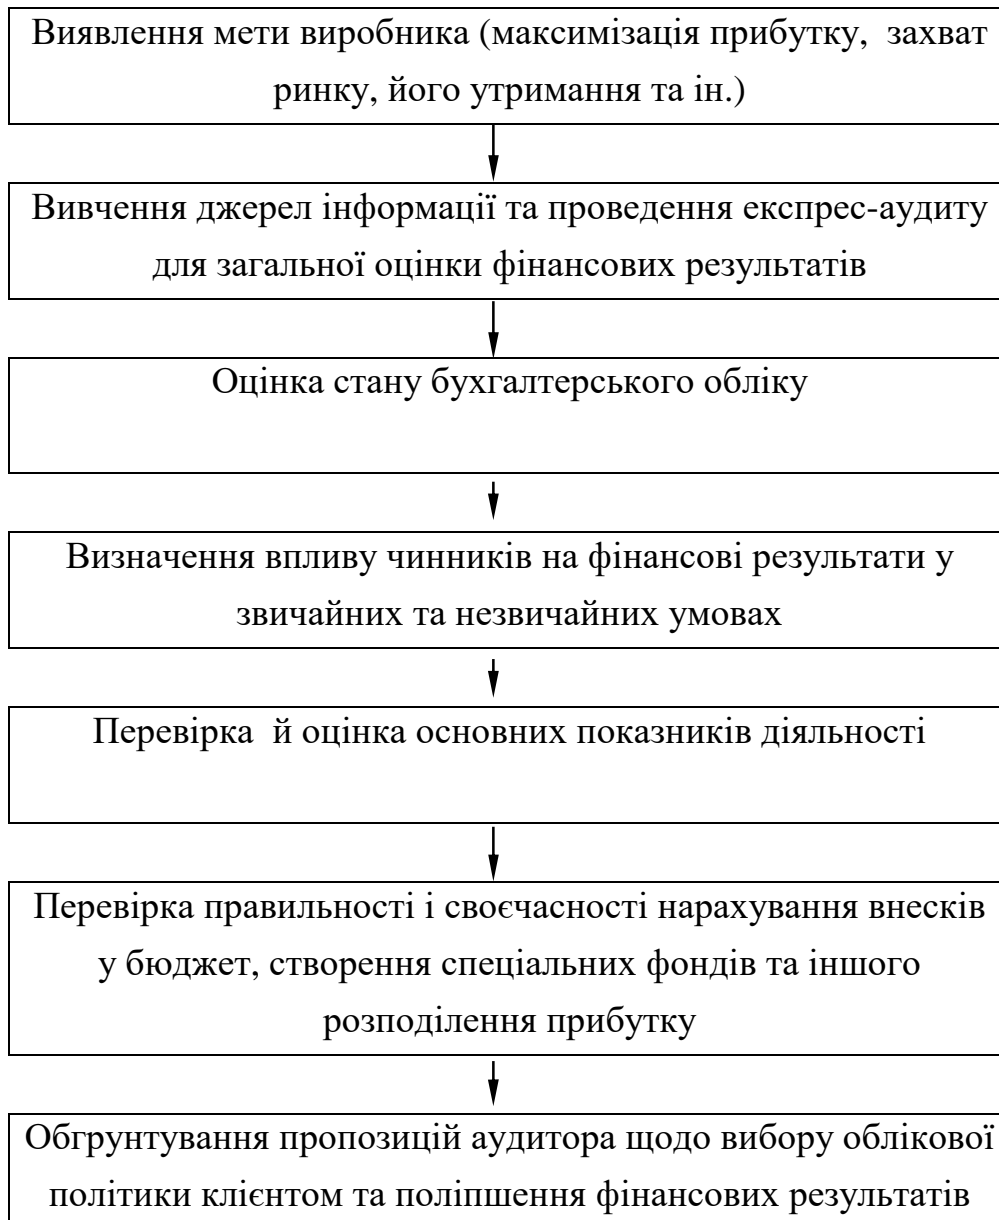 Виявлення мети виробника (максимізація прибутку,  захват
ринку, його утримання та ін.)
Вивчення джерел інформації та проведення експрес-аудиту
для загальної оцінки фінансових результатів
Оцінка стану бухгалтерського обліку
Визначення впливу чинників на фінансові результати у
звичайних та незвичайних умовах
Перевірка  й оцінка основних показників діяльності
Перевірка правильності і своєчасності нарахування внесків
у бюджет, створення спеціальних фондів та іншого
розподілення прибутку
Обгрунтування пропозицій аудитора щодо вибору облікової
політики клієнтом та поліпшення фінансових результатів